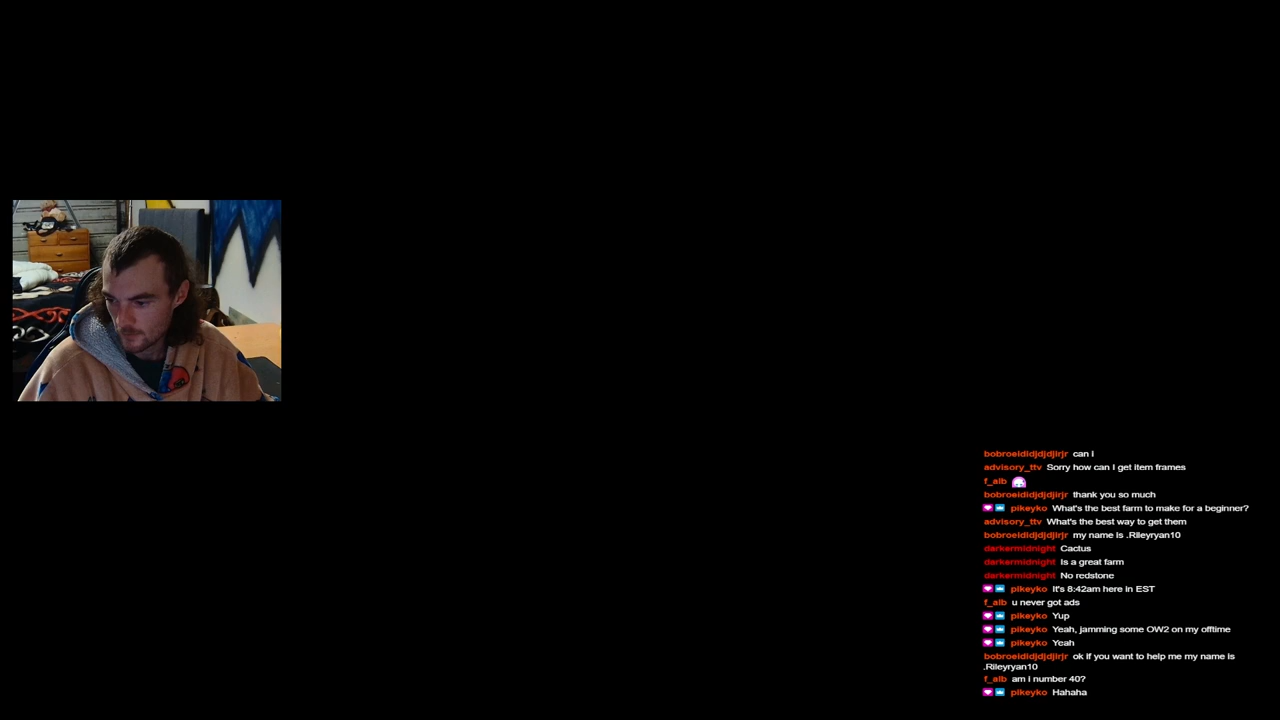 bobroeididjdjdjirjr can i
advisory_ttv Sorry how can I get item frames
f_alb
bobroeididjdjdjirjr thank you so much
pikeyko What's the best farm to make for a beginner?
advisory_ttv What's the best way to get them
bobroeididjdjdjirjr my name is .Rileyryan10
darkermidnight Cactus
darkermidnight Is a great farm
darkermidnight No redstone
pikeyko It's 8:42am here in EST
f_alb u never got ads
pikeyko Yup
pikeyko Yeah, jamming some OW2 on my offtime
pikeyko Yeah
bobroeididjdjdjirjr ok if you want to help me my name is
.Rileyryan10
f_alb am i number 40?
pikeyko Hahaha